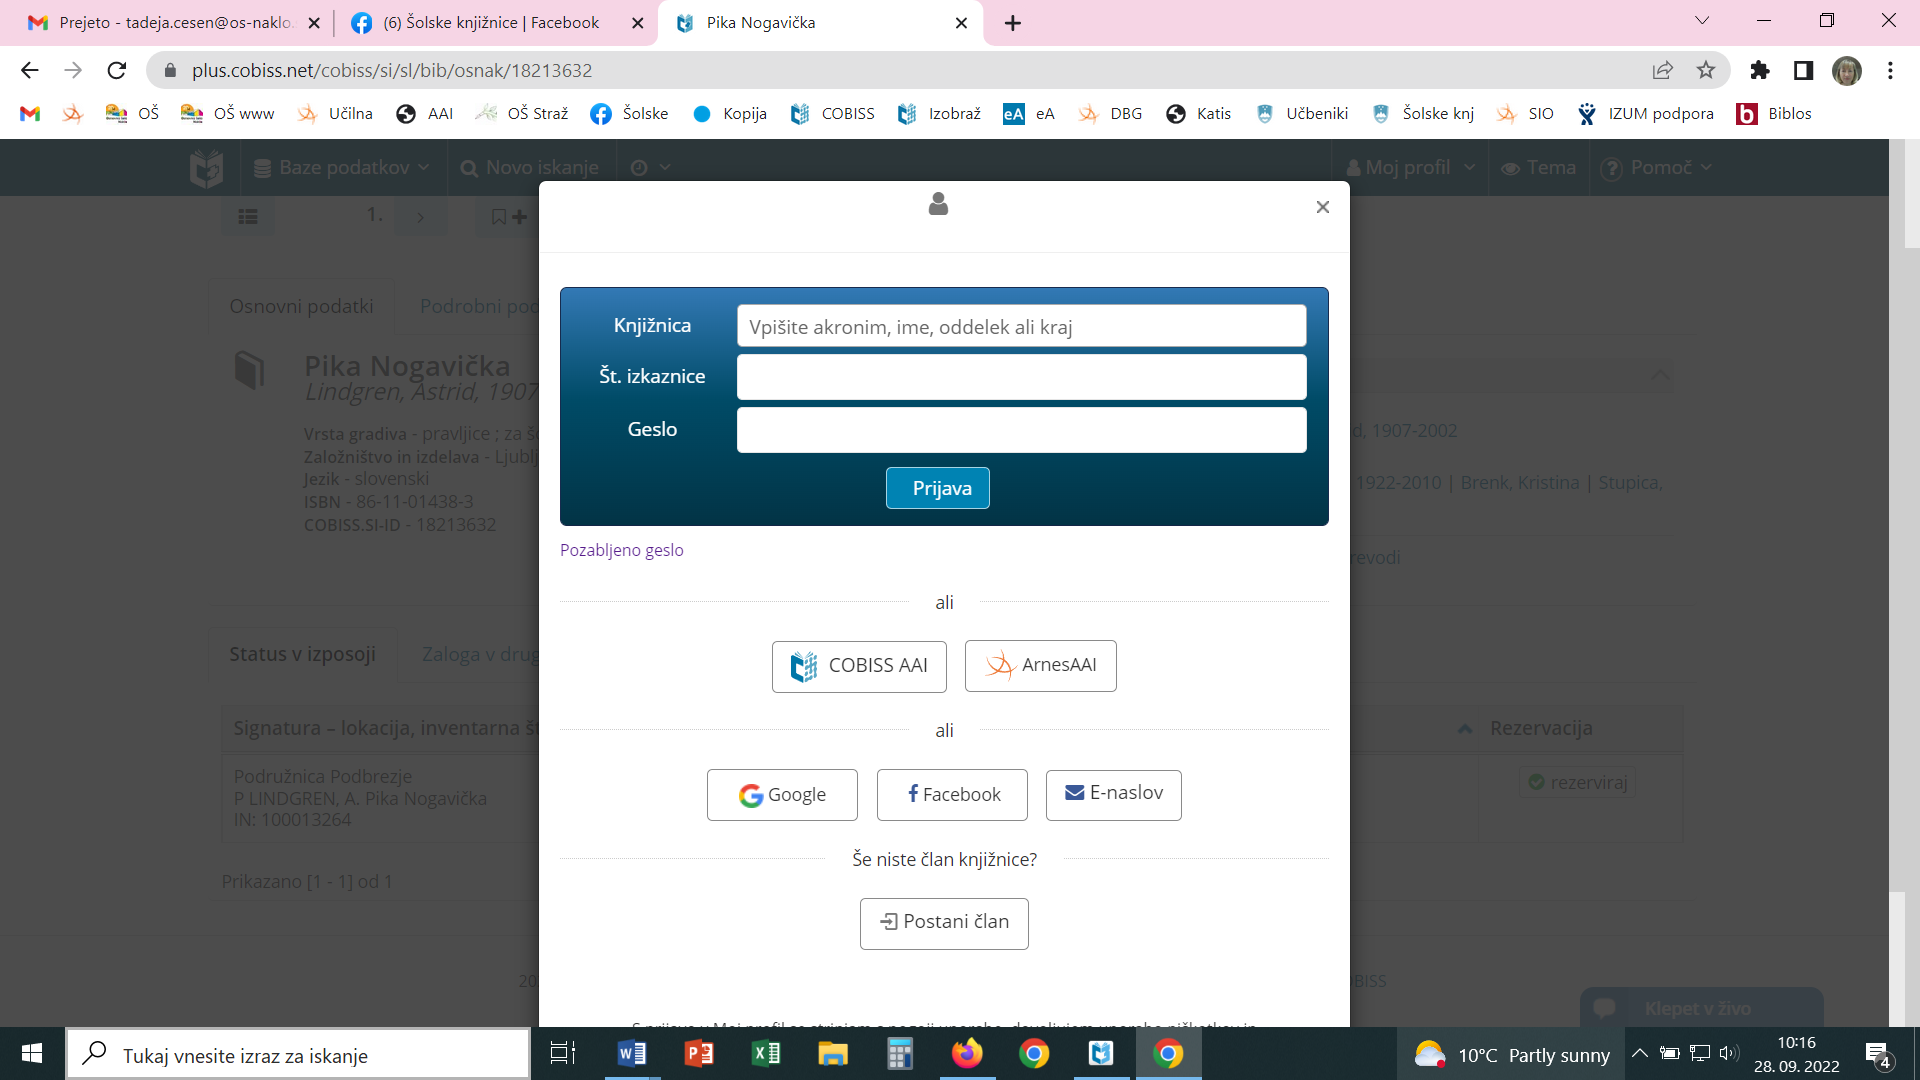 Prejeto - tadeja.cesen@os-naklo.
(6) Šolske knjižnice | Facebook
Pika Nogavička
plus.cobiss.net/cobiss/si/sl/bib/osnak/18213632
OŠ
OŠ www
Učilna
AAI
OŠ Straž
Šolske
Kopija
COBISS
Izobraž
eA eA
DBG
Katis
Učbeniki
Šolske knj
SIO
IZUM podpora
b Biblos
Baze podatkov
Novo iskanje
Moj profil
Tema
Pomoč
1.
Osnovni podatki
Podrobni pod
Pika Nogavička
Lindgren, Astrid, 1907
Vrsta gradiva - pravljice ; za
Založništvo in izdelava - Ljublj
Jezik - slovenski
ISBN - 86-11-01438-3
COBISS.SI-ID - 18213632
d, 1907-2002
1922-2010 | Brenk, Kristina | Stupica,
revodi
Knjižnica
Vpišite akronim, ime, oddelek ali kraj
Št. izkaznice
Geslo
Prijava
Pozabljeno geslo
ali
COBISS AAI
ArnesAAI
ali
Google
Facebook
E-naslov
Še niste član knjižnice?
Postani član
Status v izposoji
Zaloga v drug
Signatura – lokacija, inventarna št
Rezervacija
Podružnica Podbrezje
P LINDGREN, A. Pika Nogavička
IN: 100013264
rezerviraj
Prikazano [1 - 1] od 1
20
OBISS
Klepet v živo
Tukaj vnesite izraz za iskanje
10°C Partly sunny
10:16
28. 09. 2022
4